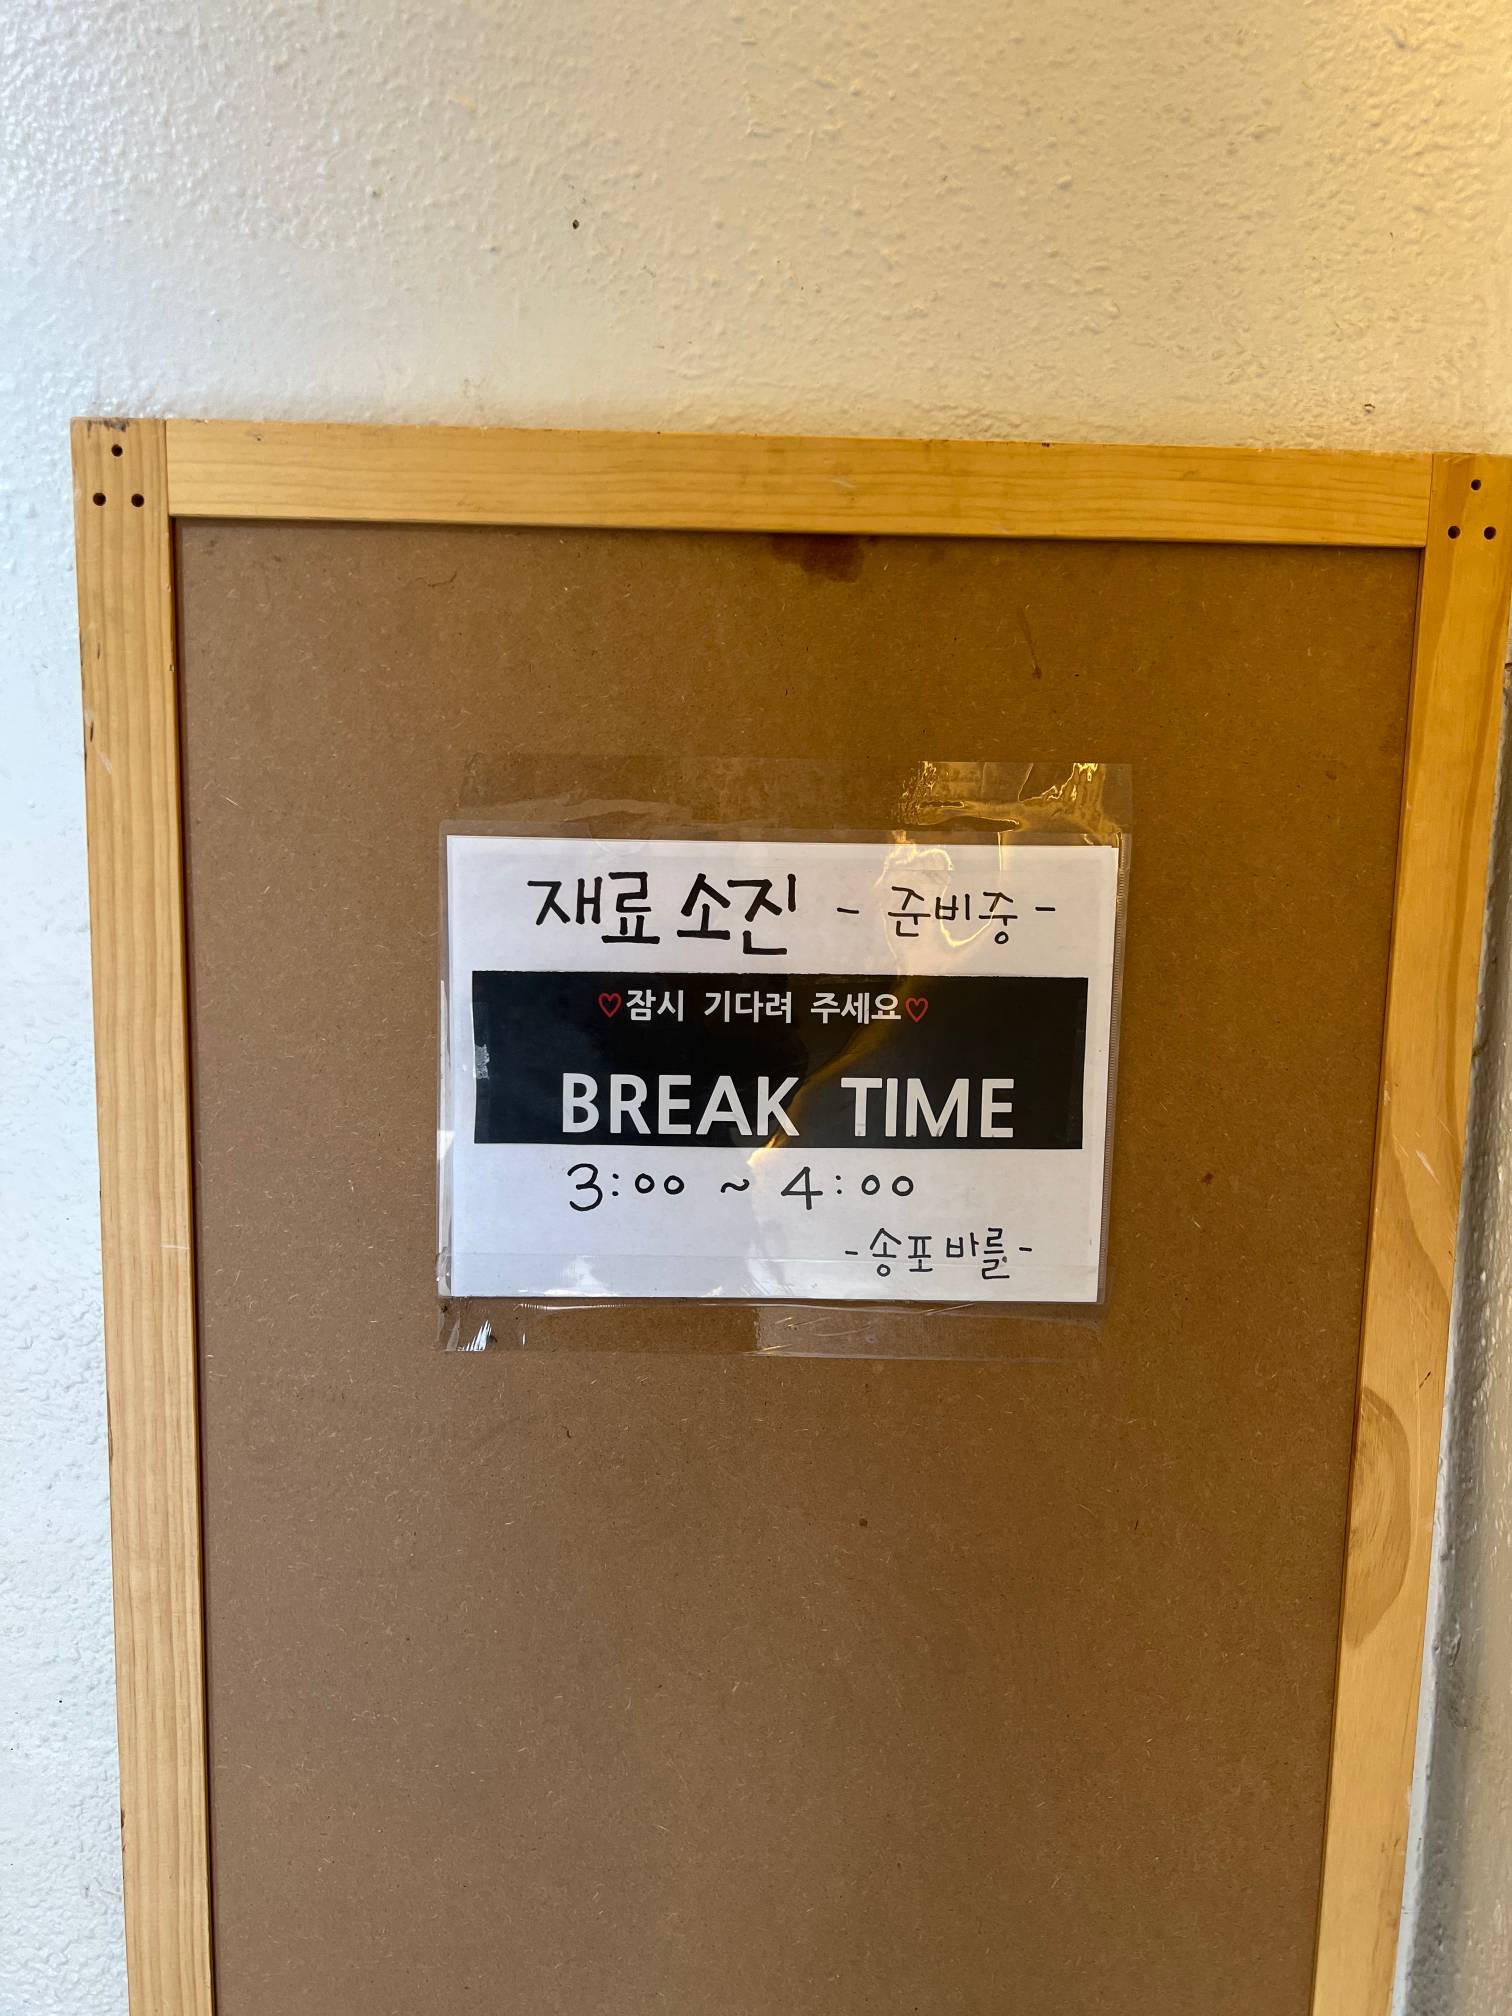 재료 소진 - 준비중 -
♡잠시 기다려 주세요♡
BREAK TIME
3:00 ~ 4:00
-송포바를-